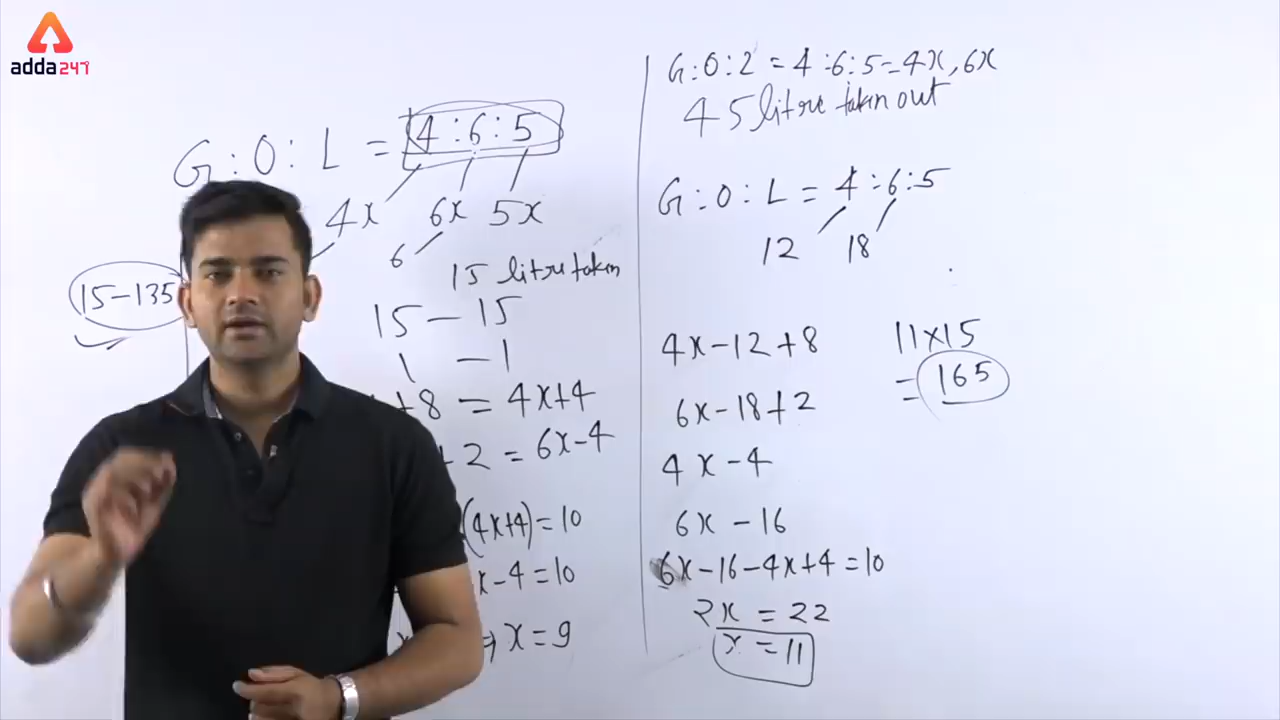 adda247
G:O:L = 4:6:5
4x 6x 5x
6
15 litre taken
15-135
15 – 15
1 – 1
+8 = 4x+4
+2 = 6x-4
(4x+4) = 10
x-4=10
x=9
G:O:2 = 4:6:5=4x,6x
45 litre taken out
G:O:L = 4:6:5
12 18
4x-12+8
6x-18+2
4x-4
6x-16
6x-16-4x+4=10
2x = 22
x = 11
11x15
= 165